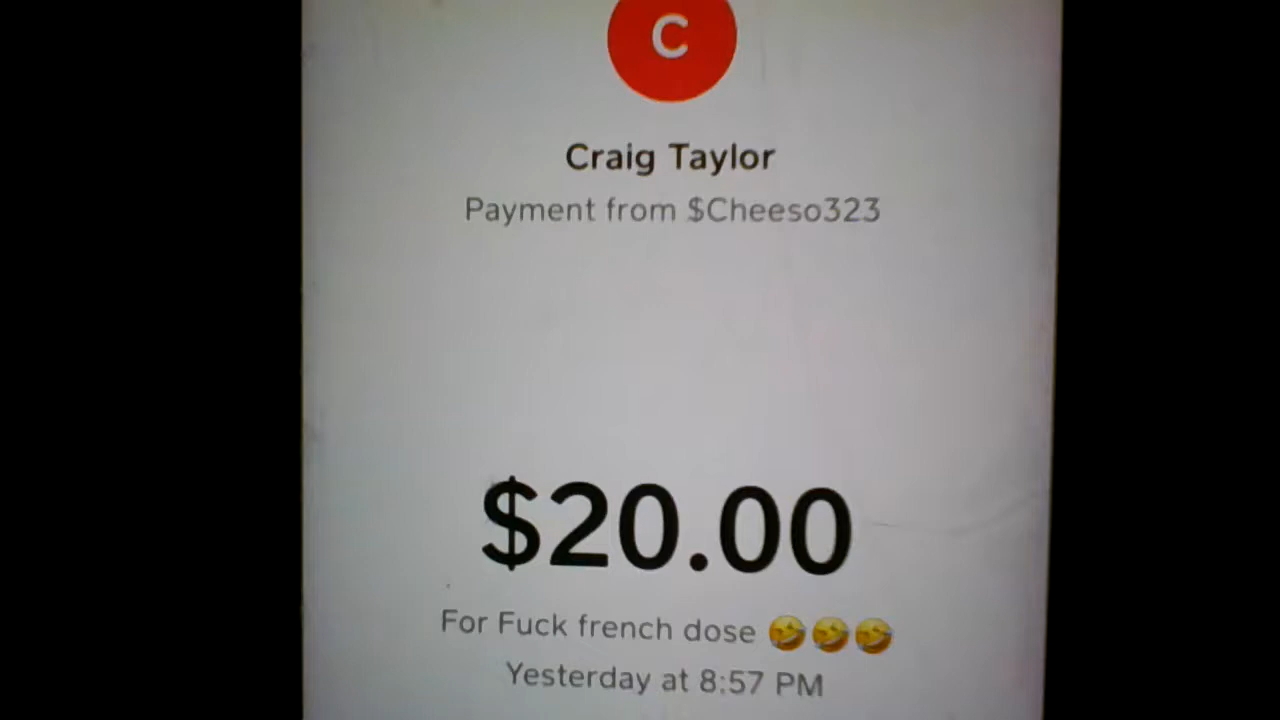 C
Craig Taylor
Payment from $Cheeso323
$20.00
For Fuck french dose 🤣🤣🤣
Yesterday at 8:57 PM